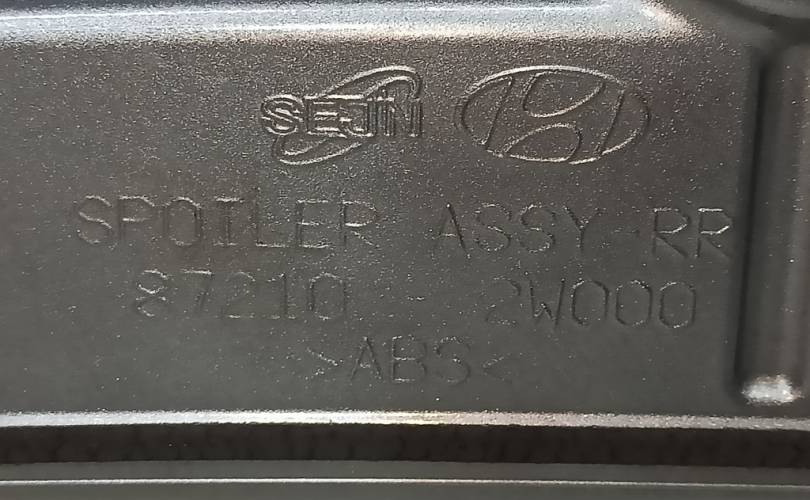 SEJIN
SPOILER ASSY-RR
87210 - 2W000
>ABS<